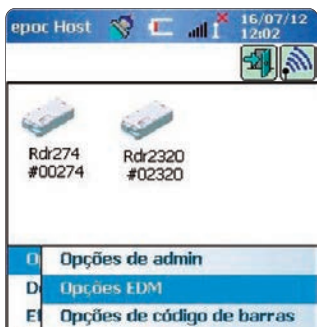 epoc Host 16/07/12
12:02
Rdr274 Rdr2320
#00274 #02320
Opções de admin
Opções EDM
Opções de código de barras